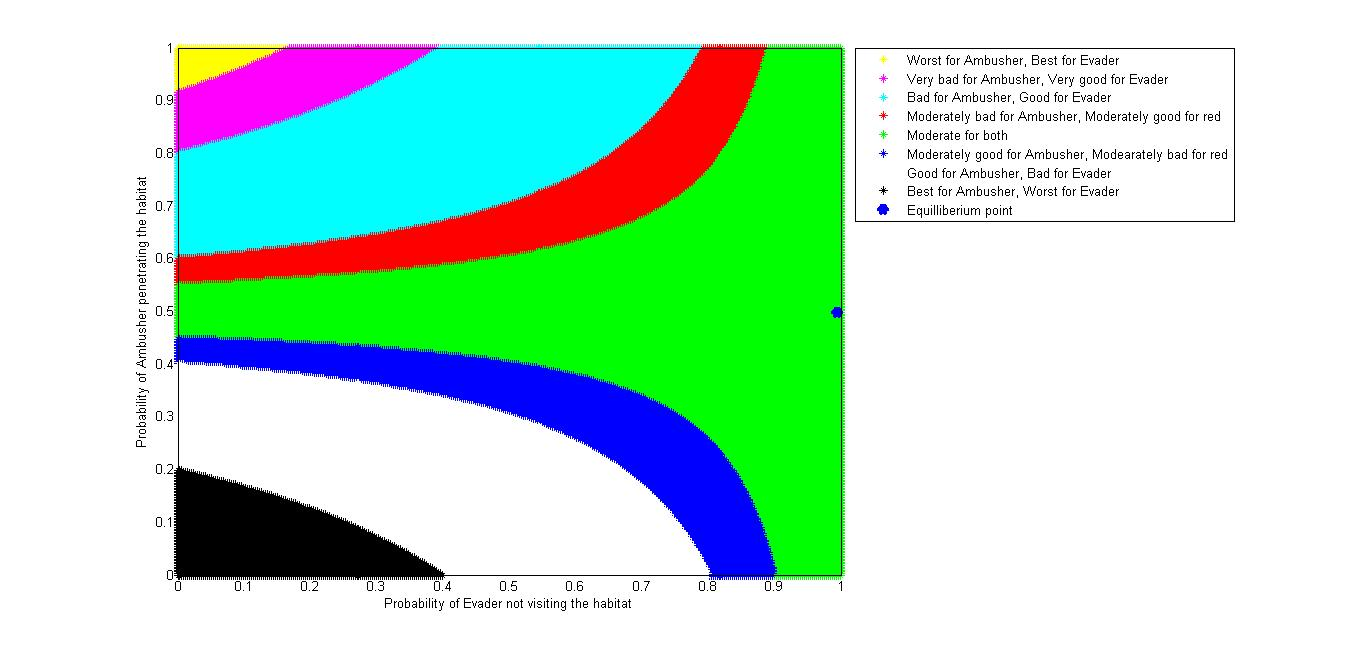 1
0.9
0.8
0.7
0.6
0.5
0.4
0.3
0.2
0.1
0
Probability of Ambusher penetrating the habitat
0 0.1 0.2 0.3 0.4 0.5 0.6 0.7 0.8 0.9 1
Probability of Evader not visiting the habitat
Worst for Ambusher, Best for Evader
Very bad for Ambusher, Very good for Evader
Bad for Ambusher, Good for Evader
Moderately bad for Ambusher, Moderately good for red
Moderate for both
Moderately good for Ambusher, Modearately bad for red
Good for Ambusher, Bad for Evader
Best for Ambusher, Worst for Evader
Equilliberium point